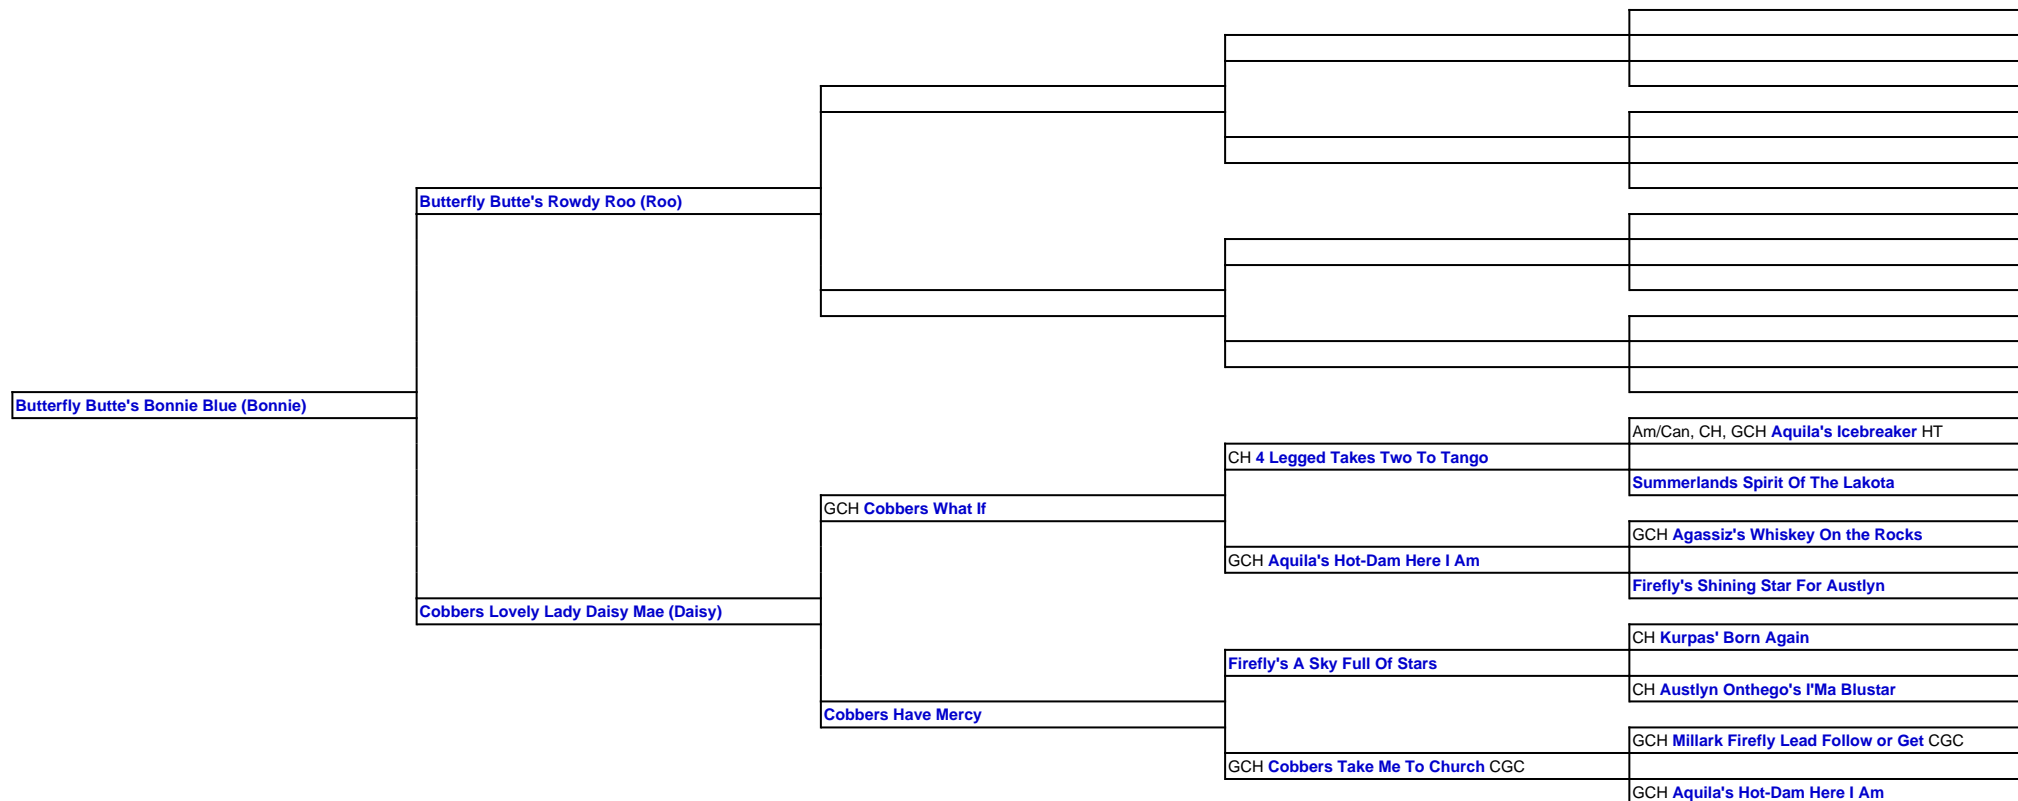 Butterfly Butte's Rowdy Roo (Roo)
Butterfly Butte's Bonnie Blue (Bonnie)
Am/Can, CH, GCH Aquila's Icebreaker HT
CH 4 Legged Takes Two To Tango
Summerlands Spirit Of The Lakota
GCH Cobbers What If
GCH Agassiz's Whiskey On the Rocks
GCH Aquila's Hot-Dam Here I Am
Firefly's Shining Star For Austlyn
Cobbers Lovely Lady Daisy Mae (Daisy)
CH Kurpas' Born Again
Firefly's A Sky Full Of Stars
CH Austlyn Onthego's I'Ma Blustar
Cobbers Have Mercy
GCH Millark Firefly Lead Follow or Get CGC
GCH Cobbers Take Me To Church CGC
GCH Aquila's Hot-Dam Here I Am